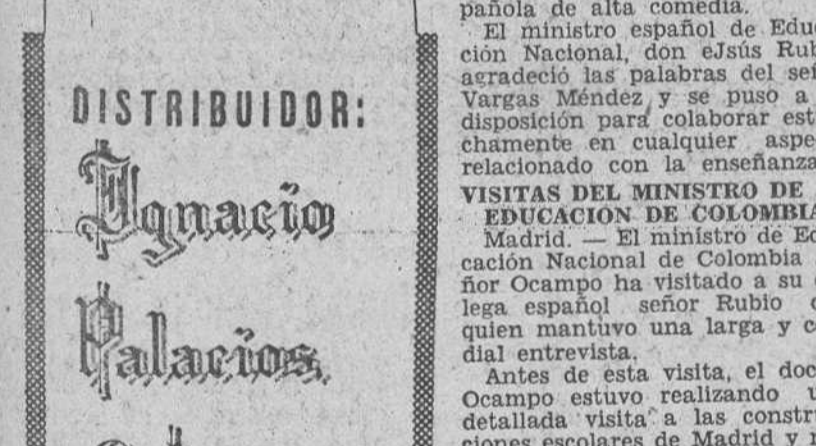 DISTRIBUIDOR:
Ignacio
Palacios
pañola de alta comedia.
El ministro español de Edu
ción Nacional, don eJsús Rub
agradeció las palabras del señ
Vargas Méndez y se puso a
disposición para colaborar est
chamente en cualquier aspe
relacionado con la enseñanza
VISITAS DEL MINISTRO DE
EDUCACION DE COLOMBIA
Madrid. — El ministro de Ed
cación Nacional de Colombia
ñor Ocampo ha visitado a su
lega español señor Rubio
quien mantuvo una larga y c
dial entrevista.
Antes de esta visita, el doc
Ocampo estuvo realizando
detallada visita a las constru
ciones escolares de Madrid y